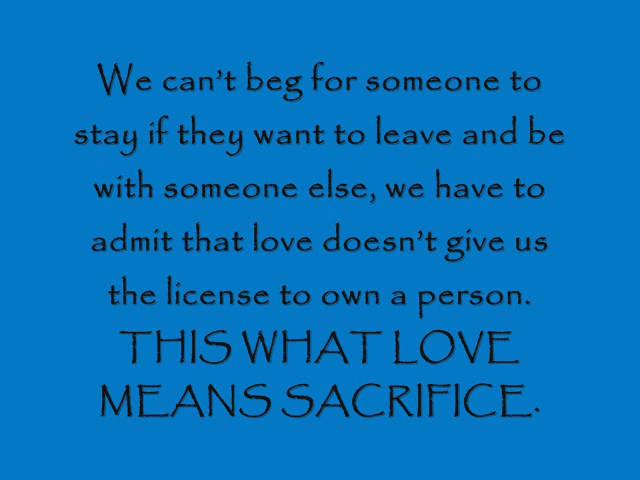 We can't beg for someone to
stay if they want to leave and be
with someone else, we have to
admit that love doesn't give us
the license to own a person.
THIS WHAT LOVE
MEANS SACRIFICE.